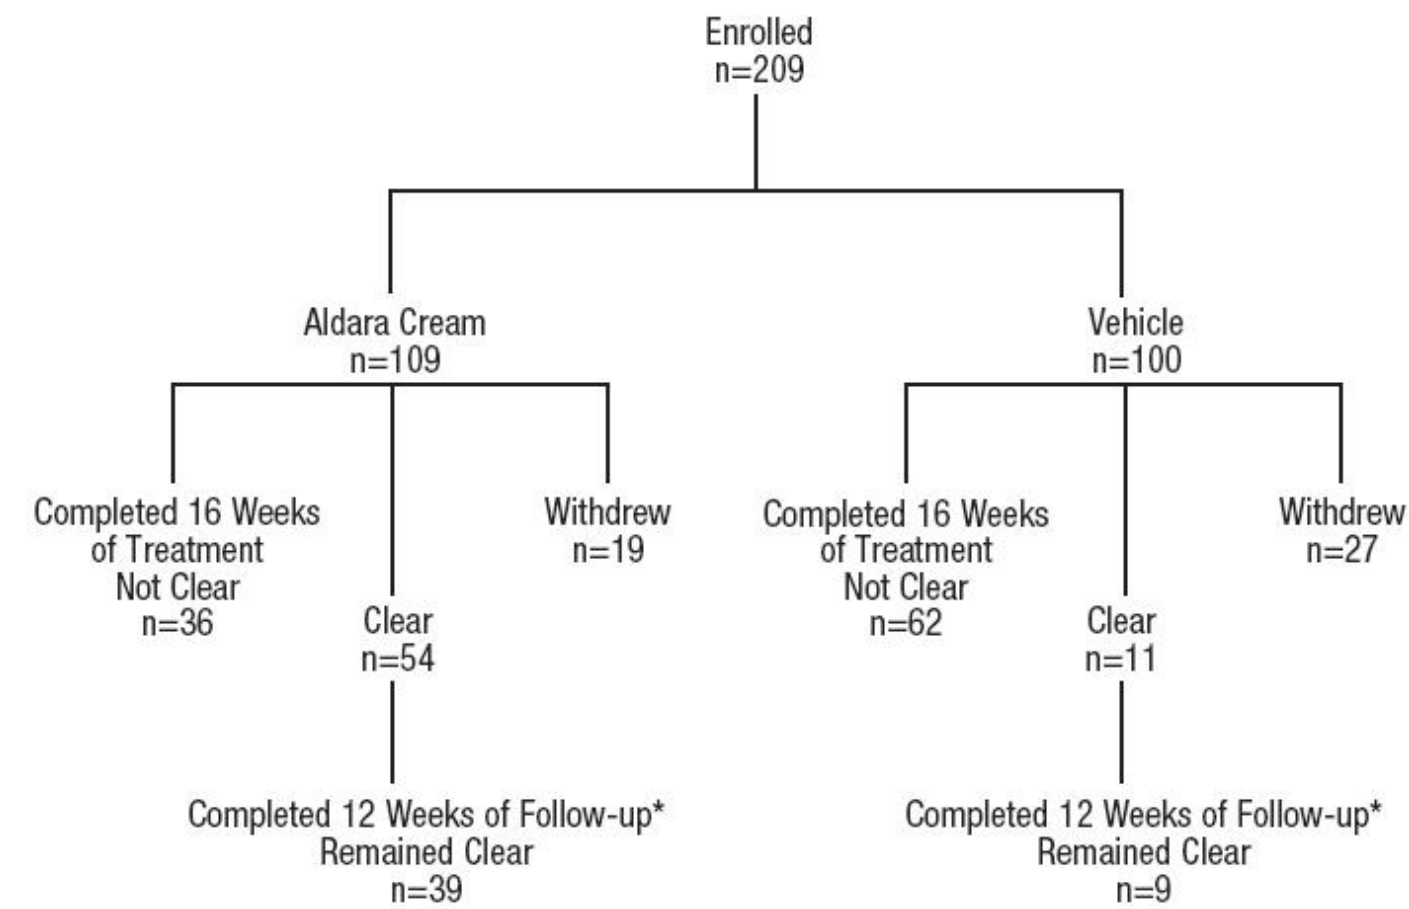 Enrolled
n=209
Aldara Cream
n=109
Vehicle
n=100
Completed 16 Weeks
of Treatment
Not Clear
n=36
Clear
n=54
Withdrew
n=19
Completed 16 Weeks
of Treatment
Not Clear
n=62
Clear
n=11
Withdrew
n=27
Completed 12 Weeks of Follow-up*
Remained Clear
n=39
Completed 12 Weeks of Follow-up*
Remained Clear
n=9